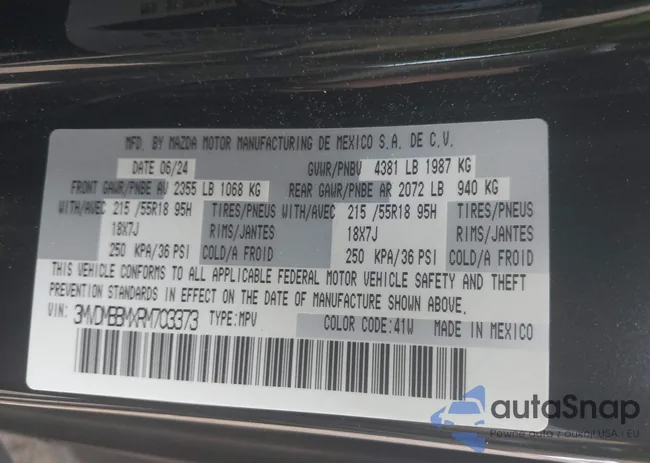 MFD. BY MAZDA MOTOR MANUFACTURING DE MEXICO S.A. DE C.V.
DATE 06/24 GVWR/PNBV 4381 LB 1987 KG
FRONT GAWR/PNBE AV 2355 LB 1068 KG REAR GAWR/PNBE AR 2072 LB 940 KG
WITH/AVEC 215 /55R18 95H TIRES/PNEUS WITH/AVEC 215 /55R18 95H TIRES/PNEUS
18X7J RIMS/JANTES 18X7J RIMS/JANTES
250 KPA/36 PSI COLD/A FROID 250 KPA/36 PSI COLD/A FROID
THIS VEHICLE CONFORMS TO ALL APPLICABLE FEDERAL MOTOR VEHICLE SAFETY AND THEFT
PREVENTION STANDARDS IN EFFECT ON THE DATE OF MANUFACTURE SHOWN ABOVE.
VIN: 3MVDMBBMXRM703373 TYPE:MPV COLOR CODE:41W MADE IN MEXICO
autoSnap
Pewne auta z aukcji USA - EU